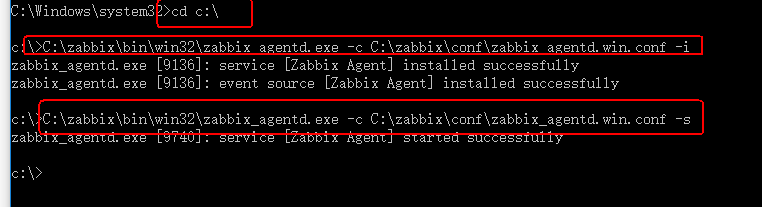 C:\Windows\system32>cd c:\
c:\>C:\zabbix\bin\win32\zabbix_agentd.exe -c C:\zabbix\conf\zabbix_agentd.win.conf -i
zabbix_agentd.exe [9136]: service [Zabbix Agent] installed successfully
zabbix_agentd.exe [9136]: event source [Zabbix Agent] installed successfully
c:\>C:\zabbix\bin\win32\zabbix_agentd.exe -c C:\zabbix\conf\zabbix_agentd.win.conf -s
zabbix_agentd.exe [9740]: service [Zabbix Agent] started successfully
c:\>